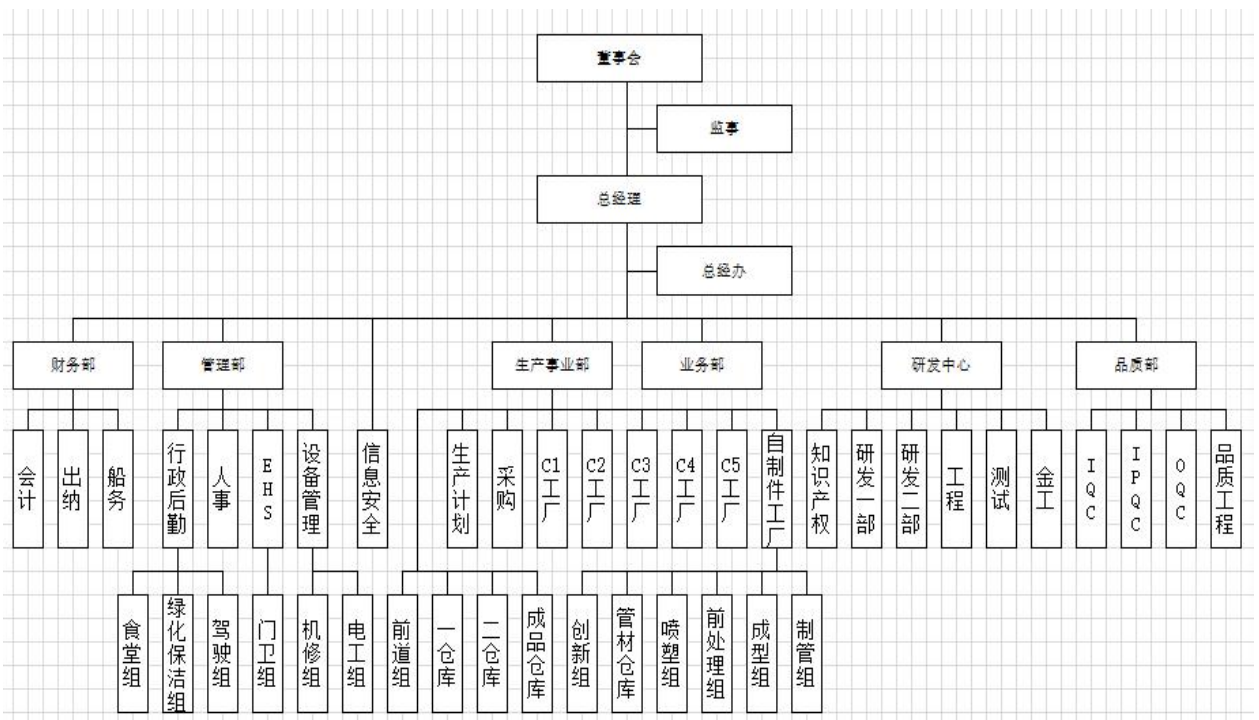 董事会
监事
总经理
总经办
财务部
管理部
生产事业部
业务部
研发中心
品质部
会计
出纳
船务
行政后勤
人事
EHS
设备管理
信息安全
生产计划
采购
C1工厂
C2工厂
C3工厂
C4工厂
C5工厂
自制件工厂
知识产权
研发一部
研发二部
工程
测试
金工
IQC
IPQC
OQC
品质工程
食堂组
绿化保洁组
驾驶组
门卫组
机修组
电工组
前道组
一仓库
二仓库
成品仓库
创新组
管材仓库
喷塑组
前处理组
成型组
制管组